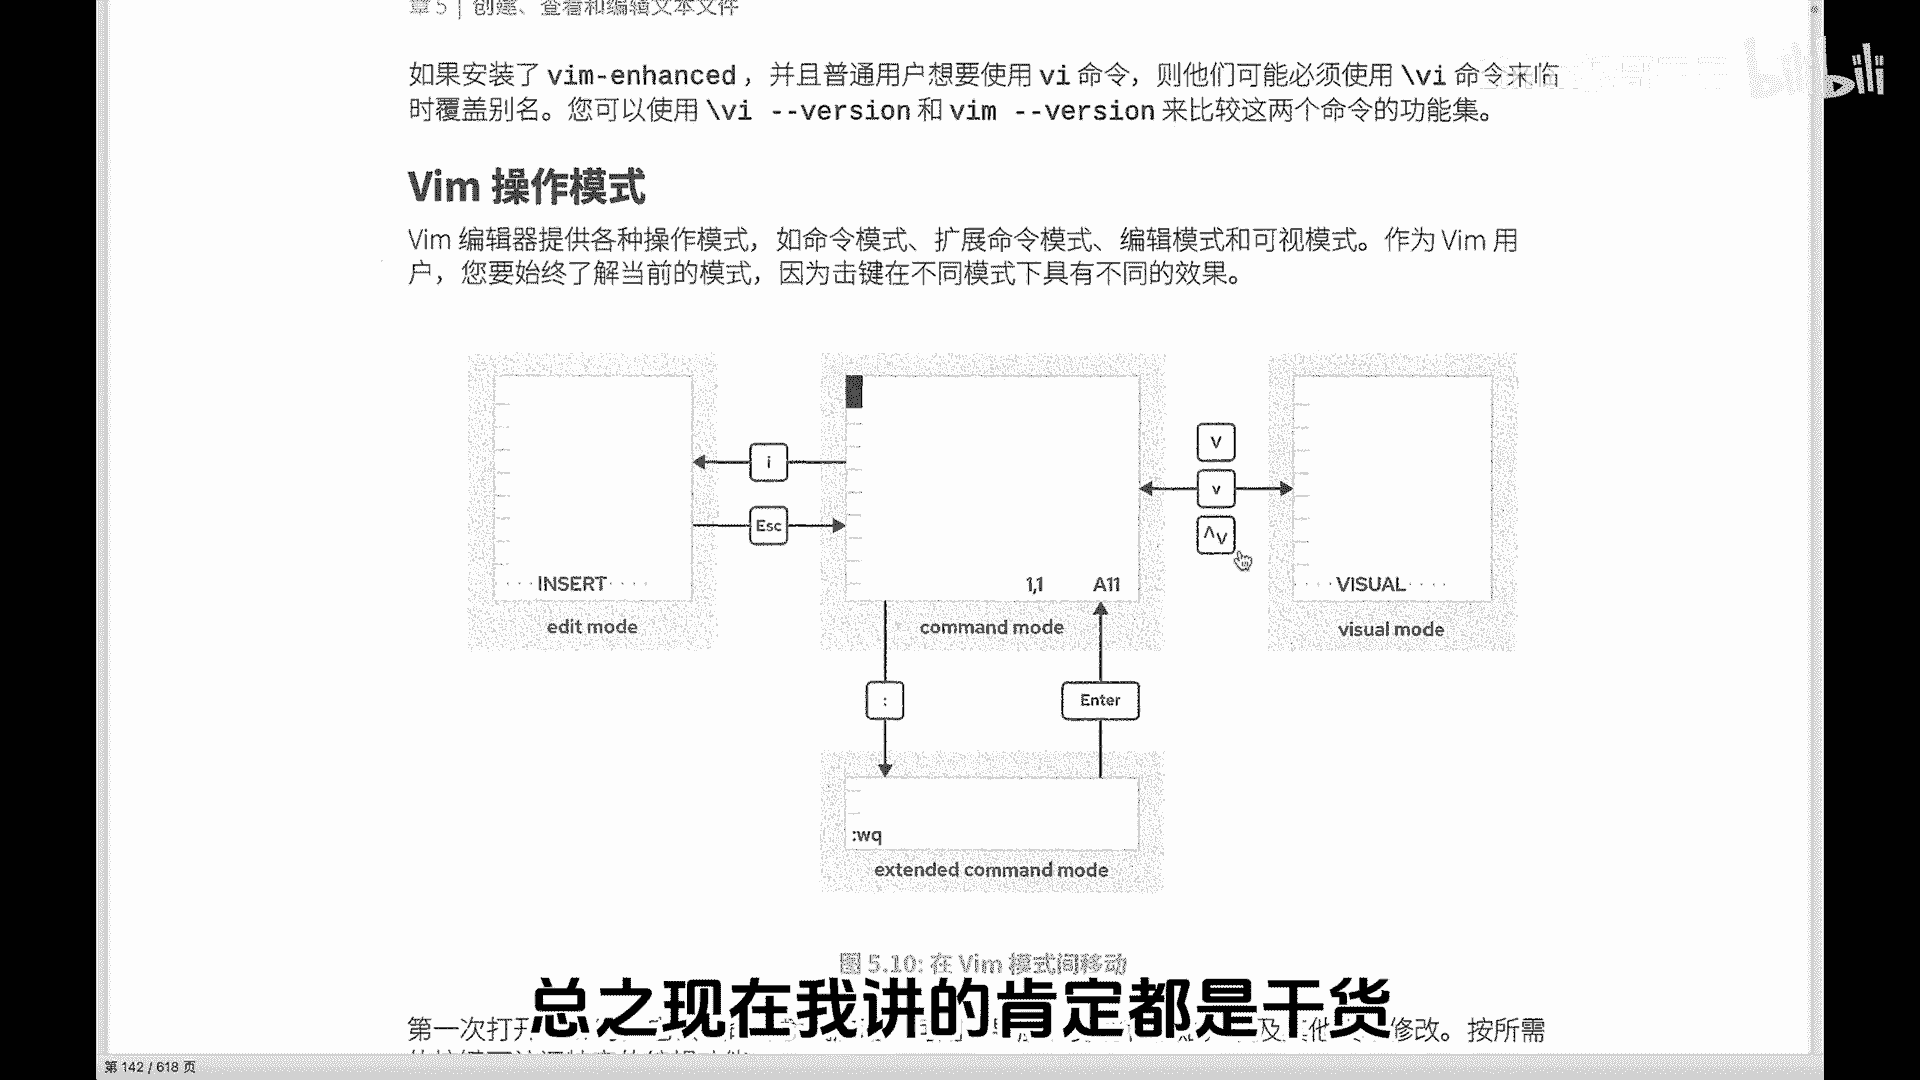 章 5 | 创建、查看和编辑文本文件
bilibili
如果安装了 vim-enhanced，并且普通用户想要使用 vi 命令，则他们可能必须使用 \vi 命令来临
时覆盖别名。您可以使用 \vi --version 和 vim --version 来比较这两个命令的功能集。
Vim 操作模式
Vim 编辑器提供各种操作模式，如命令模式、扩展命令模式、编辑模式和可视模式。作为 Vim 用
户，您要始终了解当前的模式，因为击键在不同模式下具有不同的效果。
V
i
v
Esc
^V
INSERT
1,1 A11
VISUAL
edit mode
command mode
visual mode
:
Enter
:wq
extended command mode
图 5.10: 在 Vim 模式间移动
总之现在我讲的肯定都是干货
第一次打开
修改。按所需
第 142 / 618 页